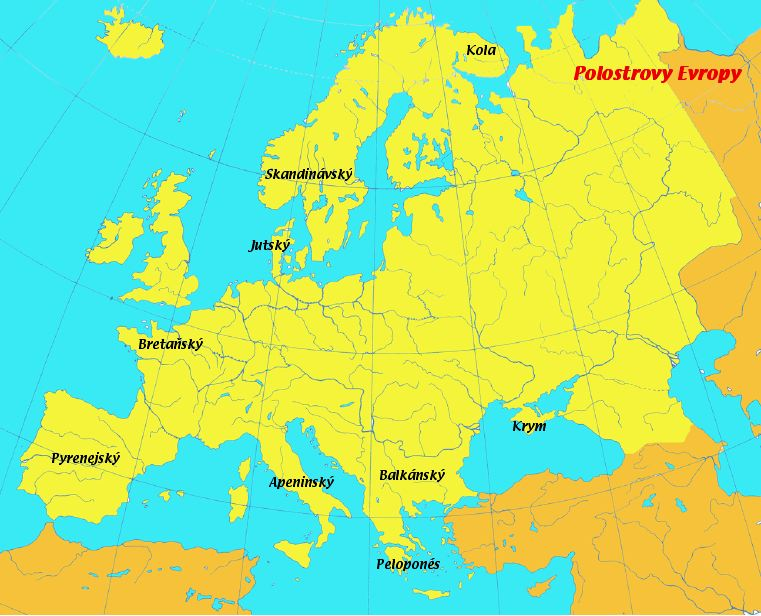 Kola
Polostrovy Evropy
Skandinávský
Jutský
Bretaňský
Krym
Pyrenejský
Apeninský
Balkánský
Peloponés